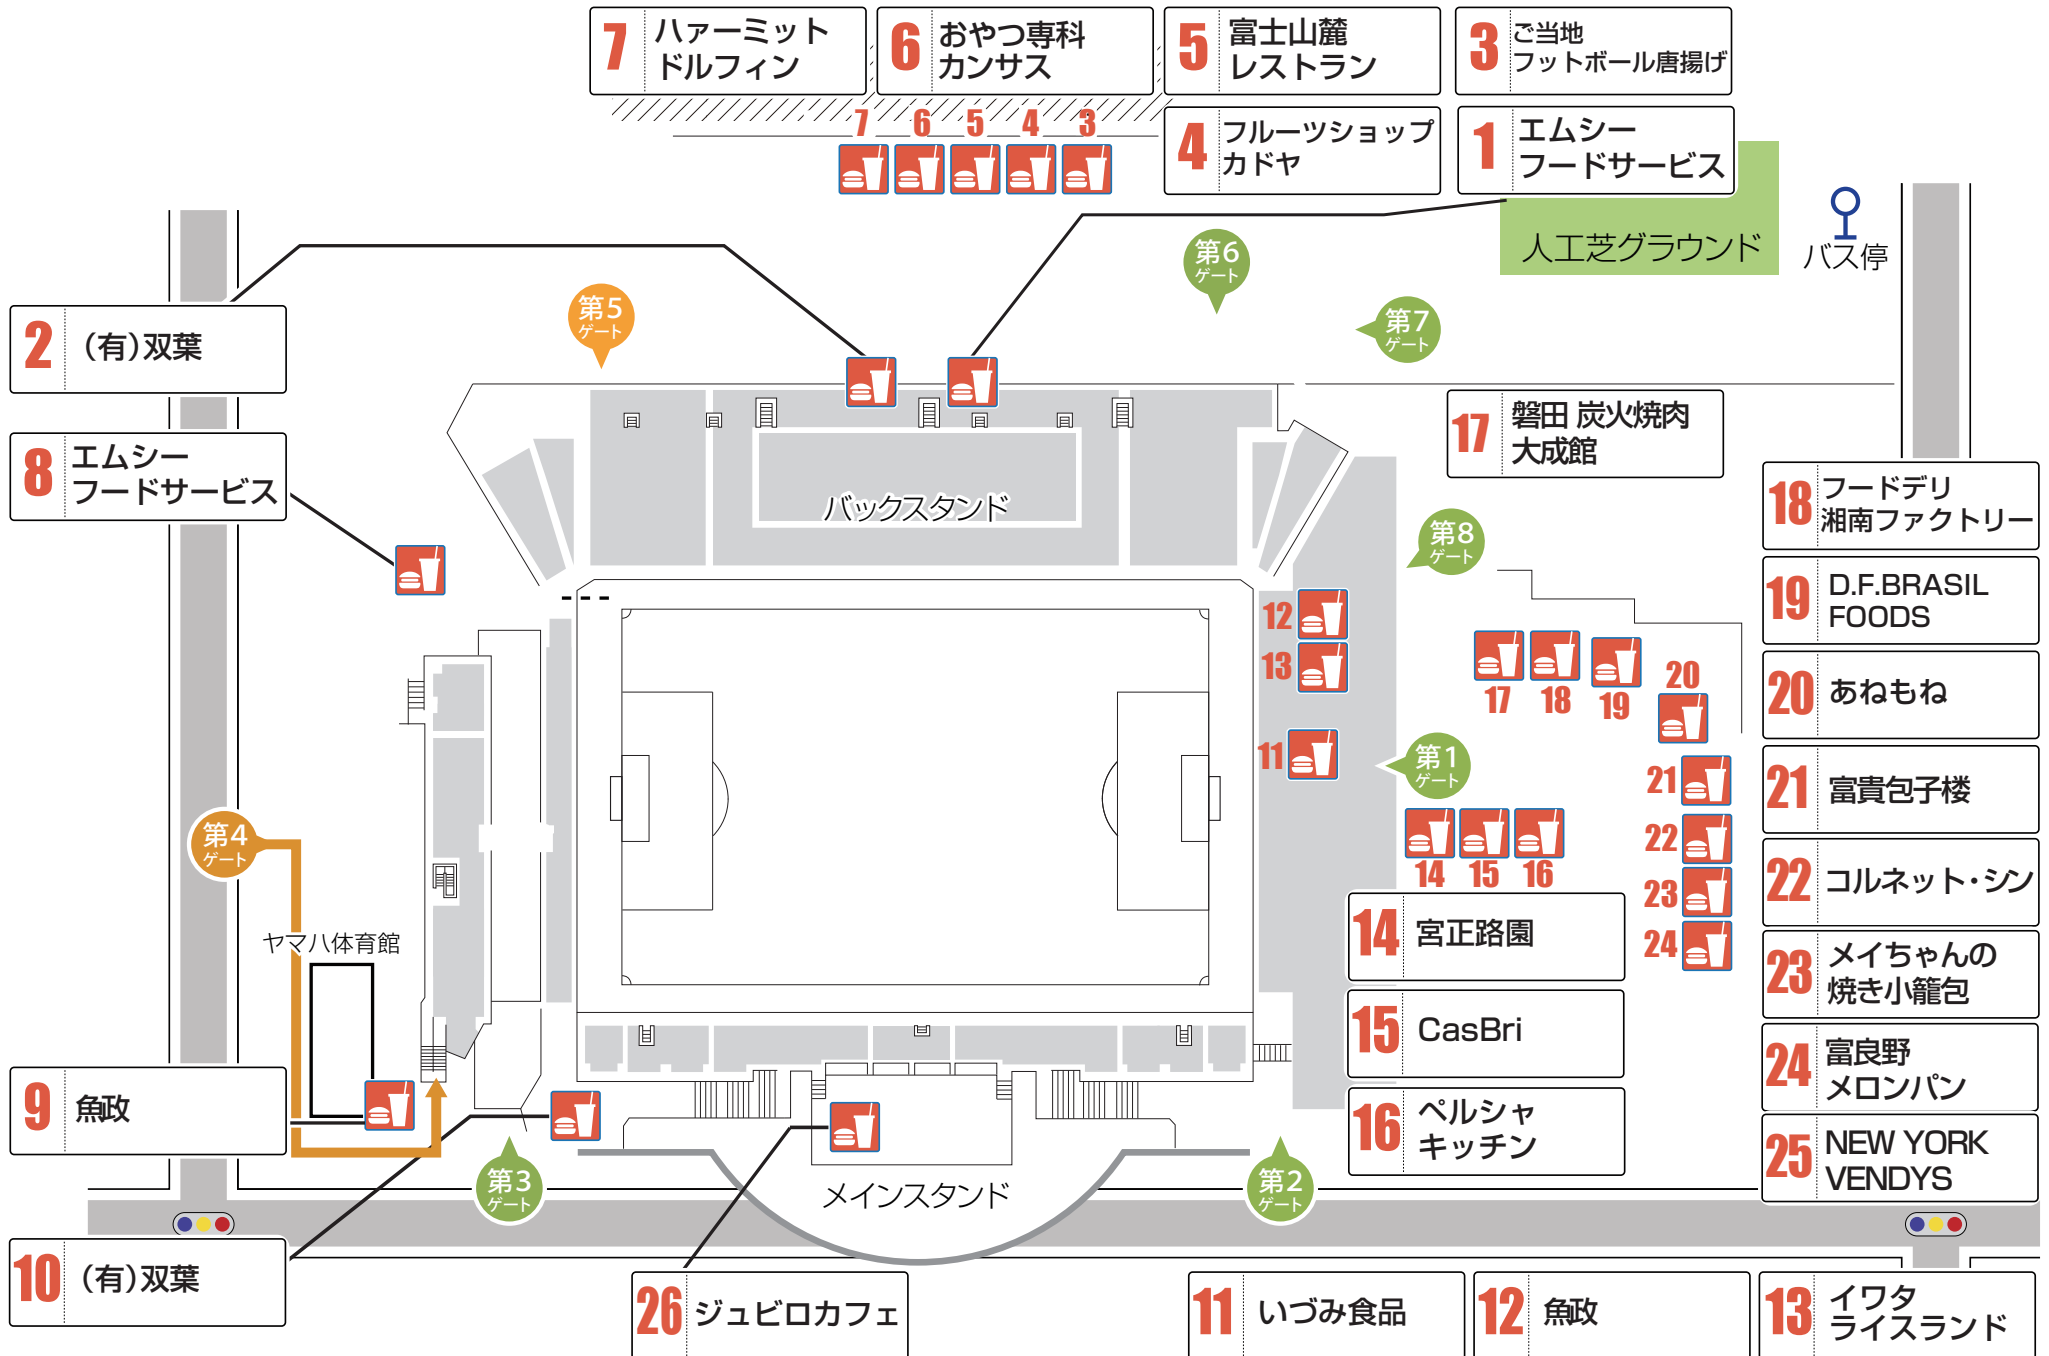 7 ハァーミット
ドルフィン
6 おやつ専科
カンサス
5 富士山麓
レストラン
3 ご当地
フットボール唐揚げ
4 フルーツショップ
カドヤ
1 エムシー
フードサービス
7 6 5 4 3
人工芝グラウンド
バス停
第6
ゲート
第5
ゲート
第7
ゲート
2 (有)双葉
8 エムシー
フードサービス
17 磐田 炭火焼肉
大成館
バックスタンド
第8
ゲート
18 フードデリ
湘南ファクトリー
19 D.F.BRASIL
FOODS
20 あねもね
21 富貴包子楼
22 コルネット・シン
23 メイちゃんの
焼き小籠包
24 富良野
メロンパン
25 NEW YORK
VENDYS
12
13
11
17 18 19
20
21
22
23
24
第1
ゲート
14 15 16
14 宮正路園
15 CasBri
16 ペルシャ
キッチン
第4
ゲート
ヤマハ体育館
9 魚政
第3
ゲート
メインスタンド
第2
ゲート
10 (有)双葉
26 ジュビロカフェ
11 いづみ食品
12 魚政
13 イワタ
ライスランド